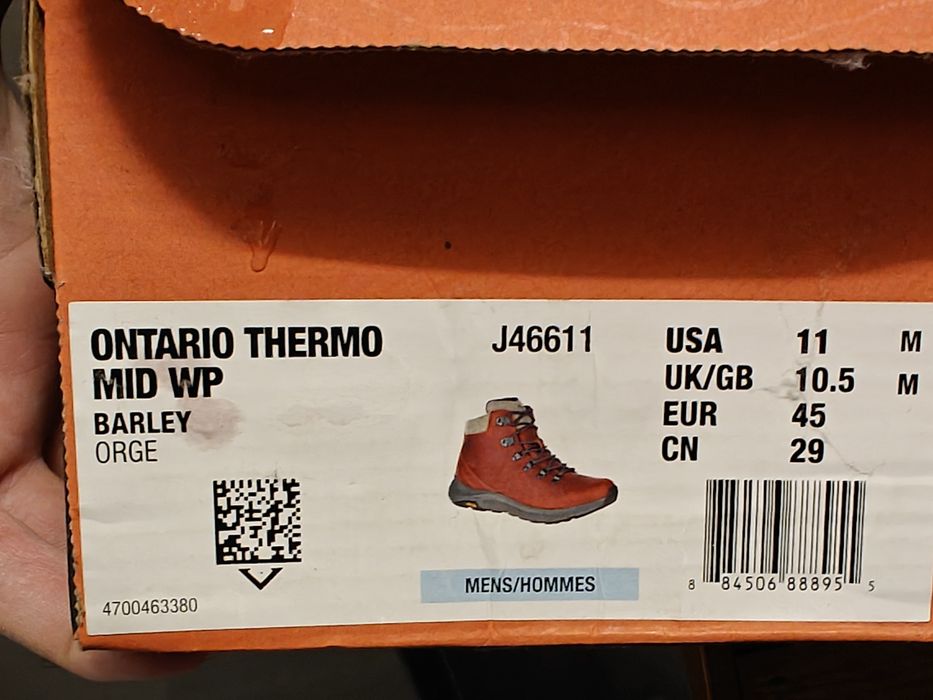 ONTARIO THERMO
MID WP
BARLEY
ORGE
4700463380
J46611
MENS/HOMMES
USA 11 M
UK/GB 10.5 M
EUR 45
CN 29
8 84506 88895 5